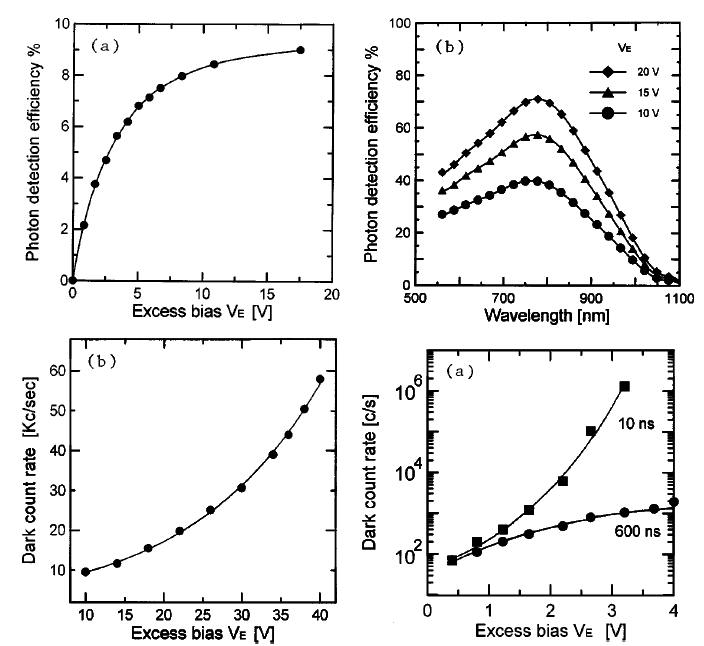 (a)
Photon detection efficiency %
10
8
6
4
2
0
0 5 10 15 20
Excess bias VE [V]
(b)
Photon detection efficiency %
100
80
60
40
20
0
VE
20 V
15 V
10 V
500 700 900 1100
Wavelength [nm]
(b)
Dark count rate [Kc/sec]
60
50
40
30
20
10
10 15 20 25 30 35 40
Excess bias VE [V]
(a)
Dark count rate [c/s]
10 6
10 4
10 2
10 ns
600 ns
0 1 2 3 4
Excess bias VE [V]